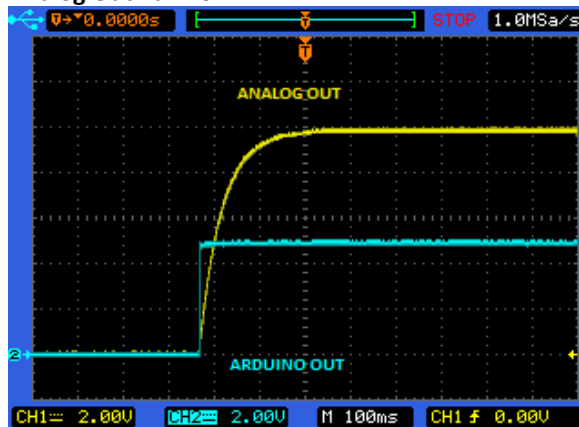 0.0000s STOP 1.0MSa/s
T
ANALOG OUT
2
ARDUINO OUT
CH1 2.00V CH2 2.00V M 100ms CH1 0.00V